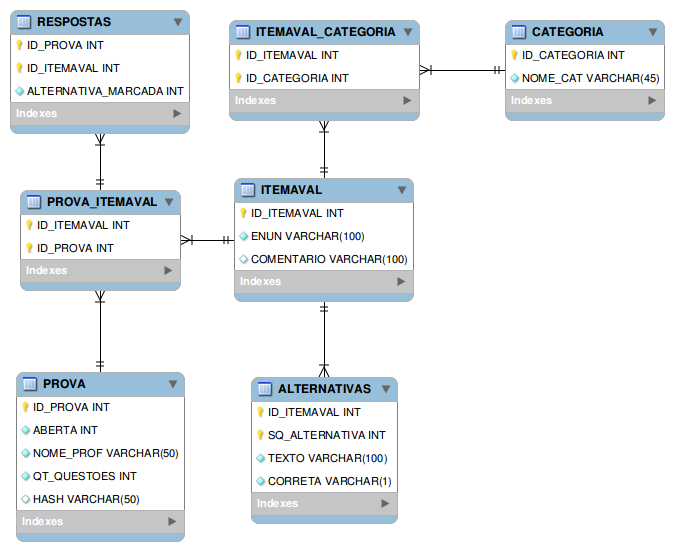 RESPOSTAS
ID_PROVA INT
ID_ITEMAVAL INT
ALTERNATIVA_MARCADA INT
Indexes
ITEMAVAL_CATEGORIA
ID_ITEMAVAL INT
ID_CATEGORIA INT
Indexes
CATEGORIA
ID_CATEGORIA INT
NOME_CAT VARCHAR(45)
Indexes
PROVA_ITEMAVAL
ID_ITEMAVAL INT
ID_PROVA INT
Indexes
ITEMAVAL
ID_ITEMAVAL INT
ENUN VARCHAR(100)
COMENTARIO VARCHAR(100)
Indexes
PROVA
ID_PROVA INT
ABERTA INT
NOME_PROF VARCHAR(50)
QT_QUESTOES INT
HASH VARCHAR(50)
Indexes
ALTERNATIVAS
ID_ITEMAVAL INT
SQ_ALTERNATIVA INT
TEXTO VARCHAR(100)
CORRETA VARCHAR(1)
Indexes